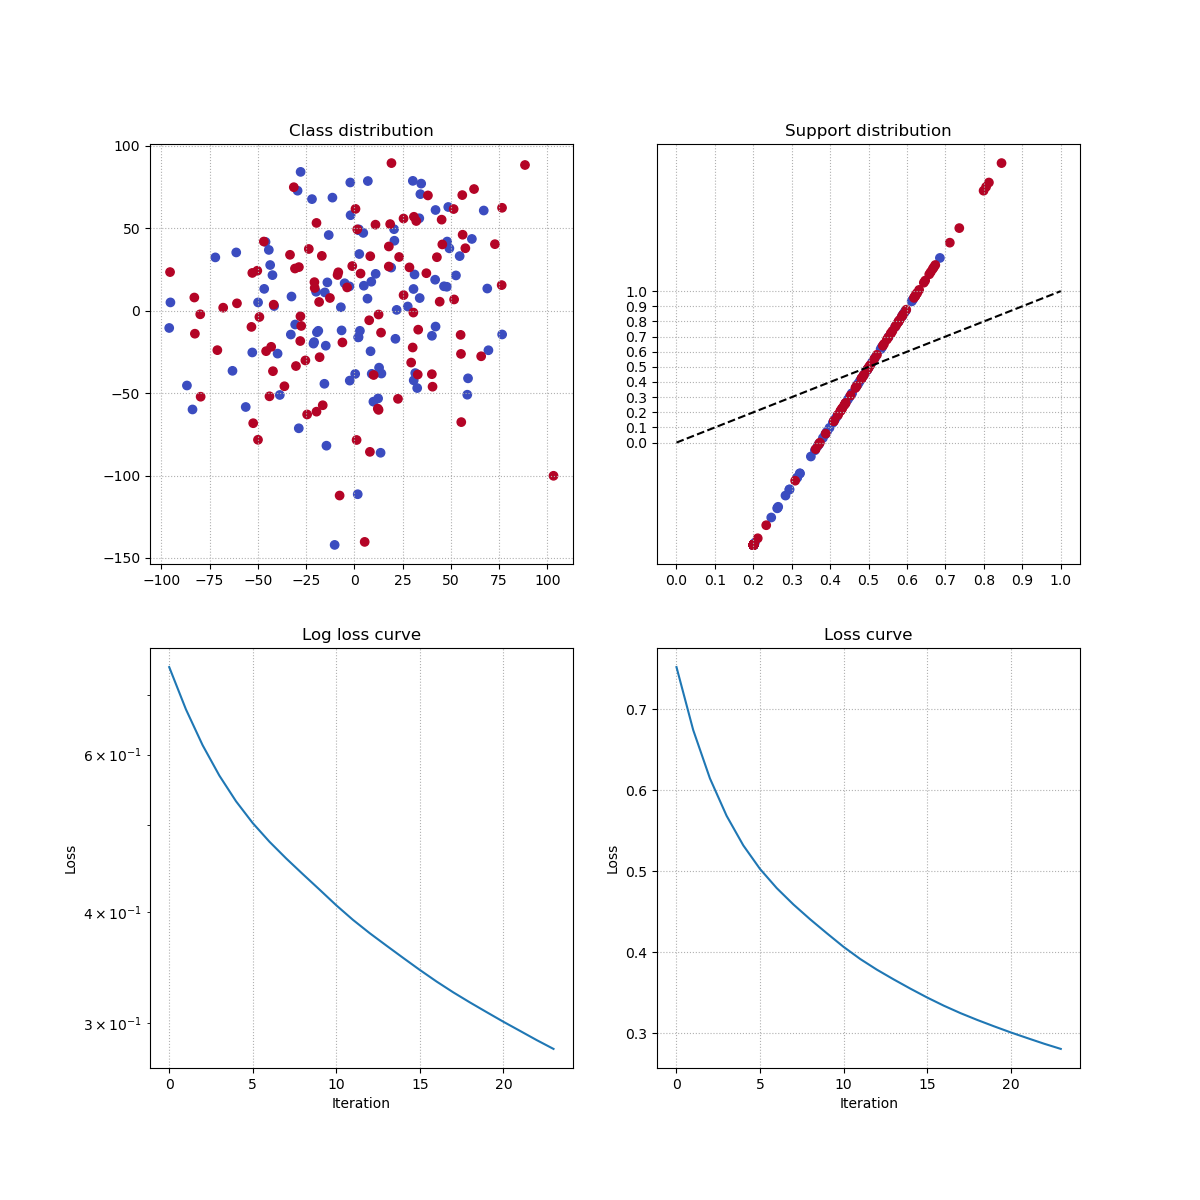 Class distribution
100
50
0
−50
−100
−150
−100 −75 −50 −25 0 25 50 75 100
Support distribution
1.0
0.9
0.8
0.7
0.6
0.5
0.4
0.3
0.2
0.1
0.0
0.0 0.1 0.2 0.3 0.4 0.5 0.6 0.7 0.8 0.9 1.0
Log loss curve
Loss
6 × 10⁻¹
4 × 10⁻¹
3 × 10⁻¹
0 5 10 15 20
Iteration
Loss curve
Loss
0.7
0.6
0.5
0.4
0.3
0 5 10 15 20
Iteration